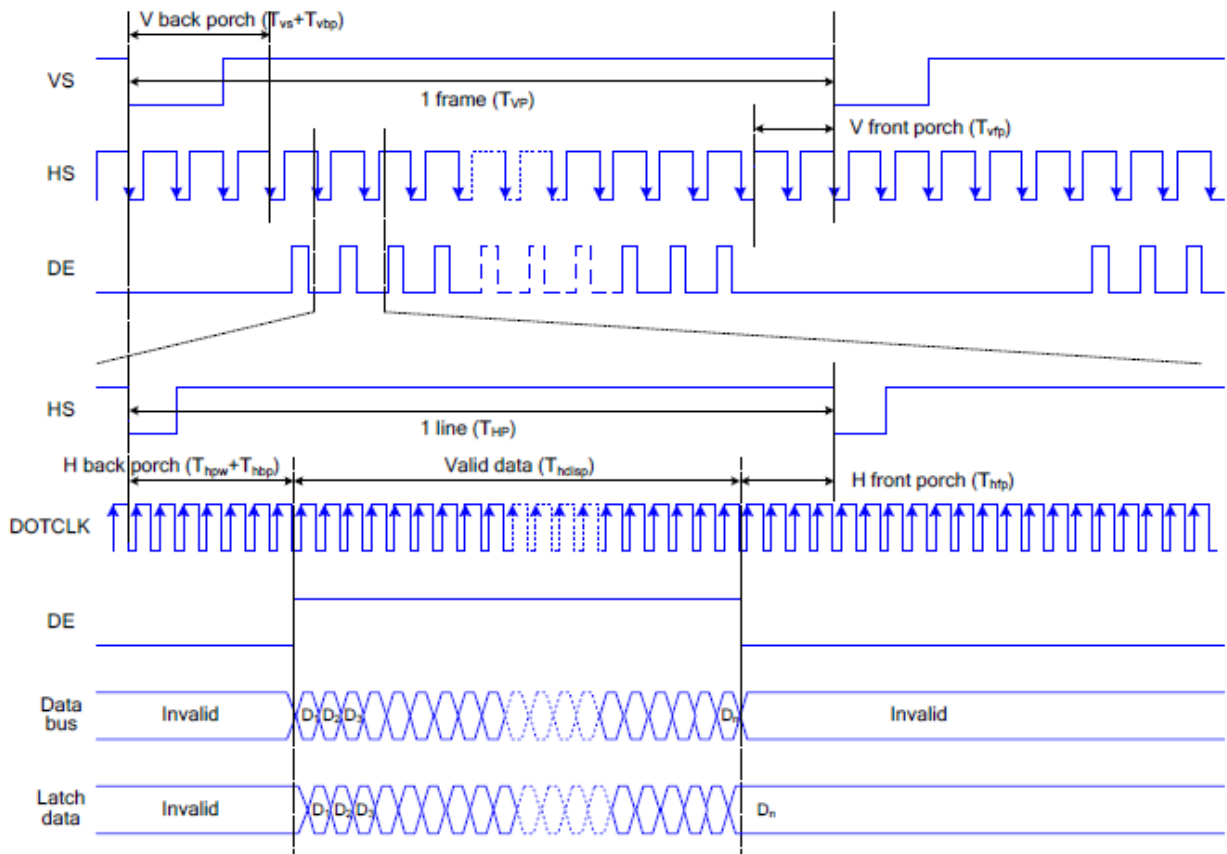 V back porch (Tvs+Tvbp)
VS
1 frame (TVP)
V front porch (Tvfp)
HS
DE
HS
1 line (THP)
H back porch (Thpw+Thbp)
Valid data (Thdisp)
H front porch (Thfp)
DOTCLK
DE
Data
bus
Invalid
D1 D2 D3
Dn
Invalid
Latch
data
Invalid
D1 D2 D3
Dn